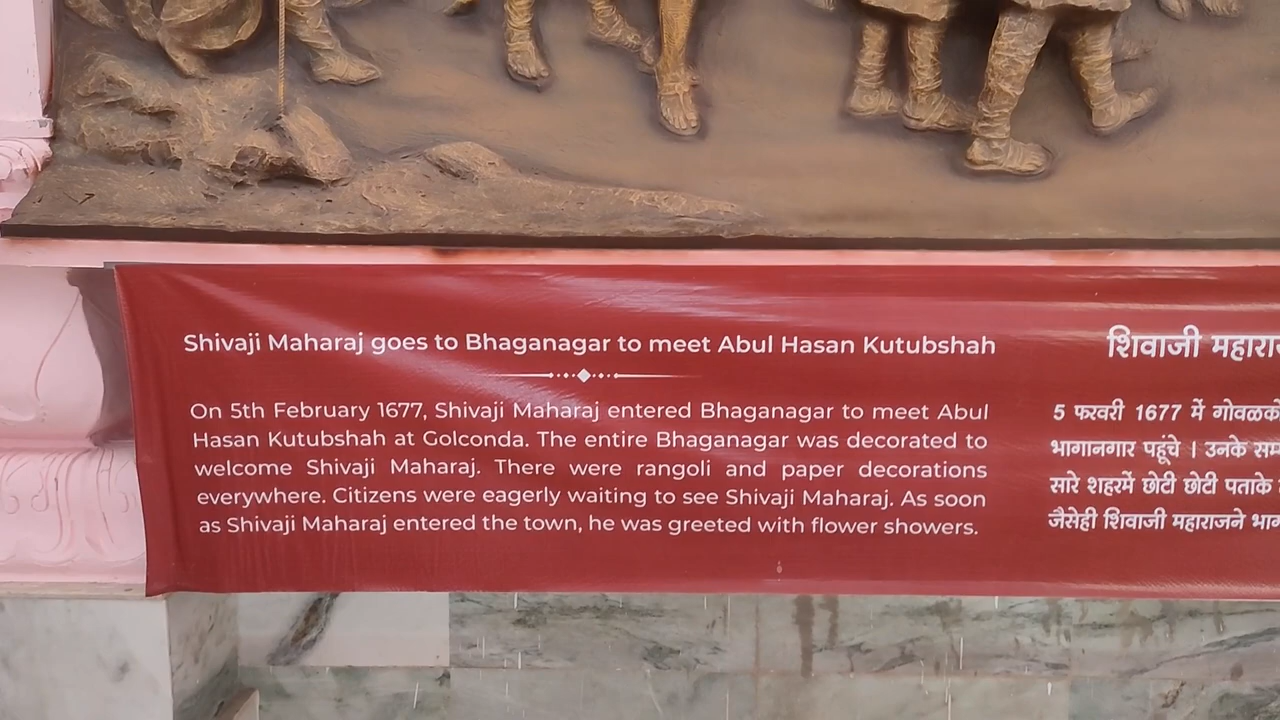 Shivaji Maharaj goes to Bhaganagar to meet Abul Hasan Kutubshah
On 5th February 1677, Shivaji Maharaj entered Bhaganagar to meet Abul
Hasan Kutubshah at Golconda. The entire Bhaganagar was decorated to
welcome Shivaji Maharaj. There were rangoli and paper decorations
everywhere. Citizens were eagerly waiting to see Shivaji Maharaj. As soon
as Shivaji Maharaj entered the town, he was greeted with flower showers.
शिवाजी
5 फरवरी 1677 में
भागानगार पहूंचे । उनके
सारे शहरमें छोटी छोटी पताके
जैसेही शिवाजी महाराजने